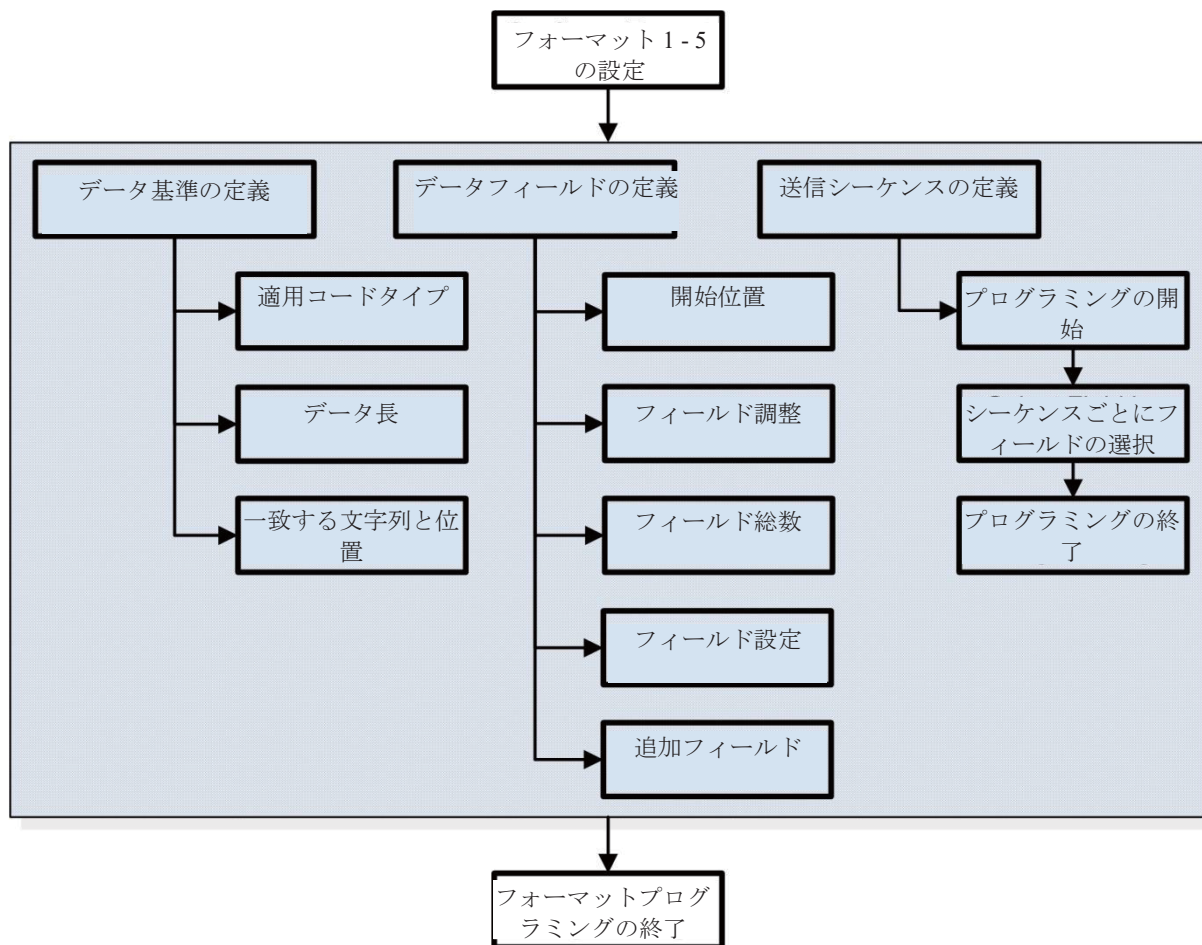 フォーマット 1 - 5
の設定
データ基準の定義
適用コードタイプ
データ長
一致する文字列と位
置
データフィールドの定義
開始位置
フィールド調整
フィールド総数
フィールド設定
追加フィールド
送信シーケンスの定義
プログラミングの開
始
シーケンスごとにフ
ィールドの選択
プログラミングの終
了
フォーマットプログ
ラミングの終了